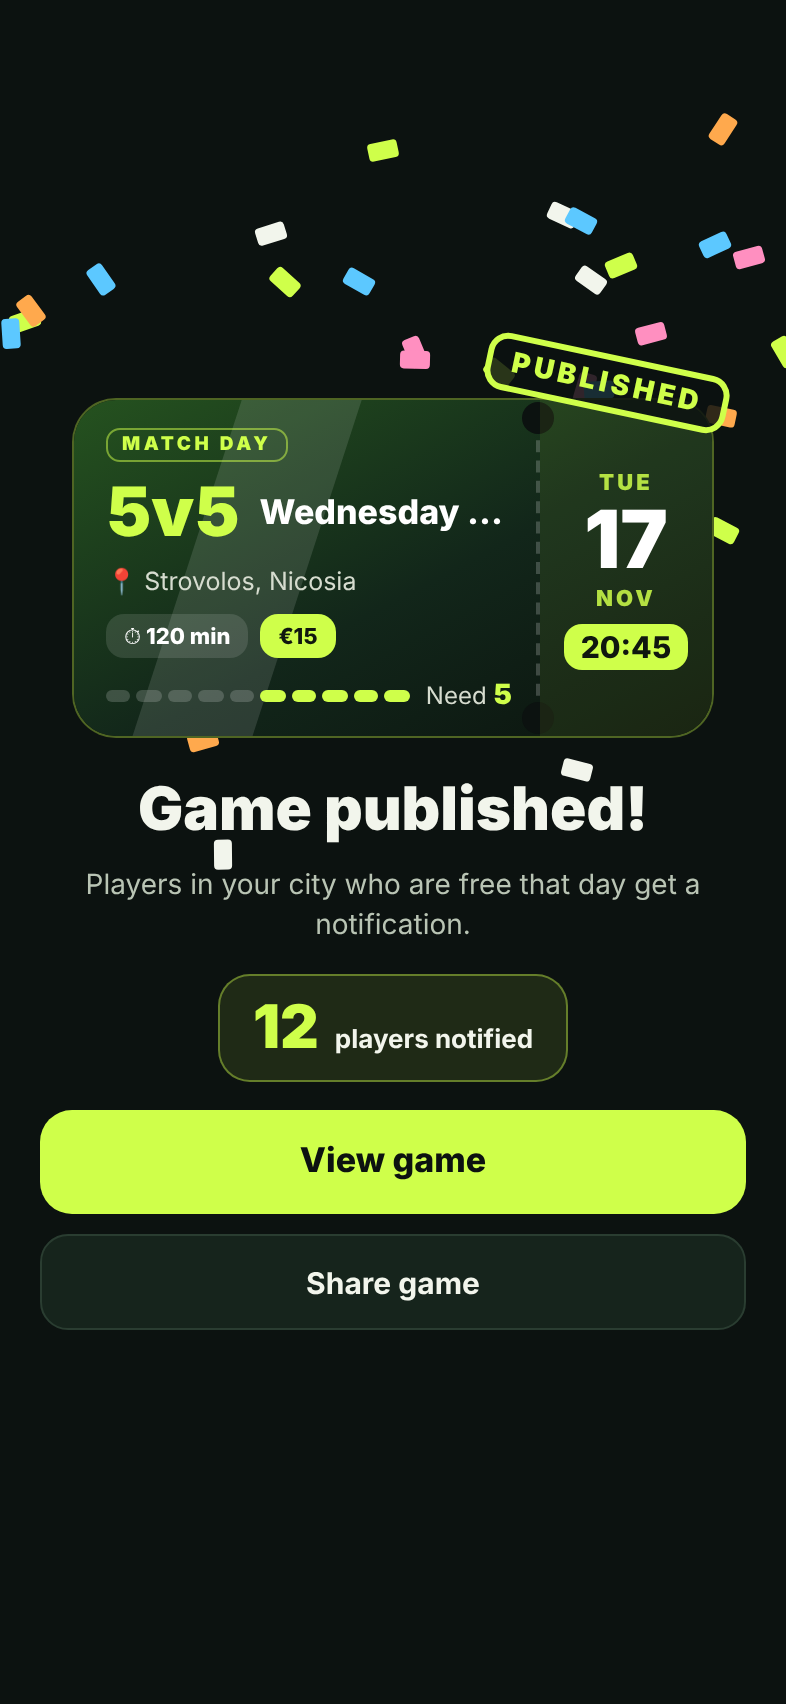 PUBLISHED
MATCH DAY
5v5 Wednesday ...
📍 Strovolos, Nicosia
⏱ 120 min €15
Need 5
TUE
17
NOV
20:45
Game published!
Players in your city who are free that day get a
notification.
12 players notified
View game
Share game